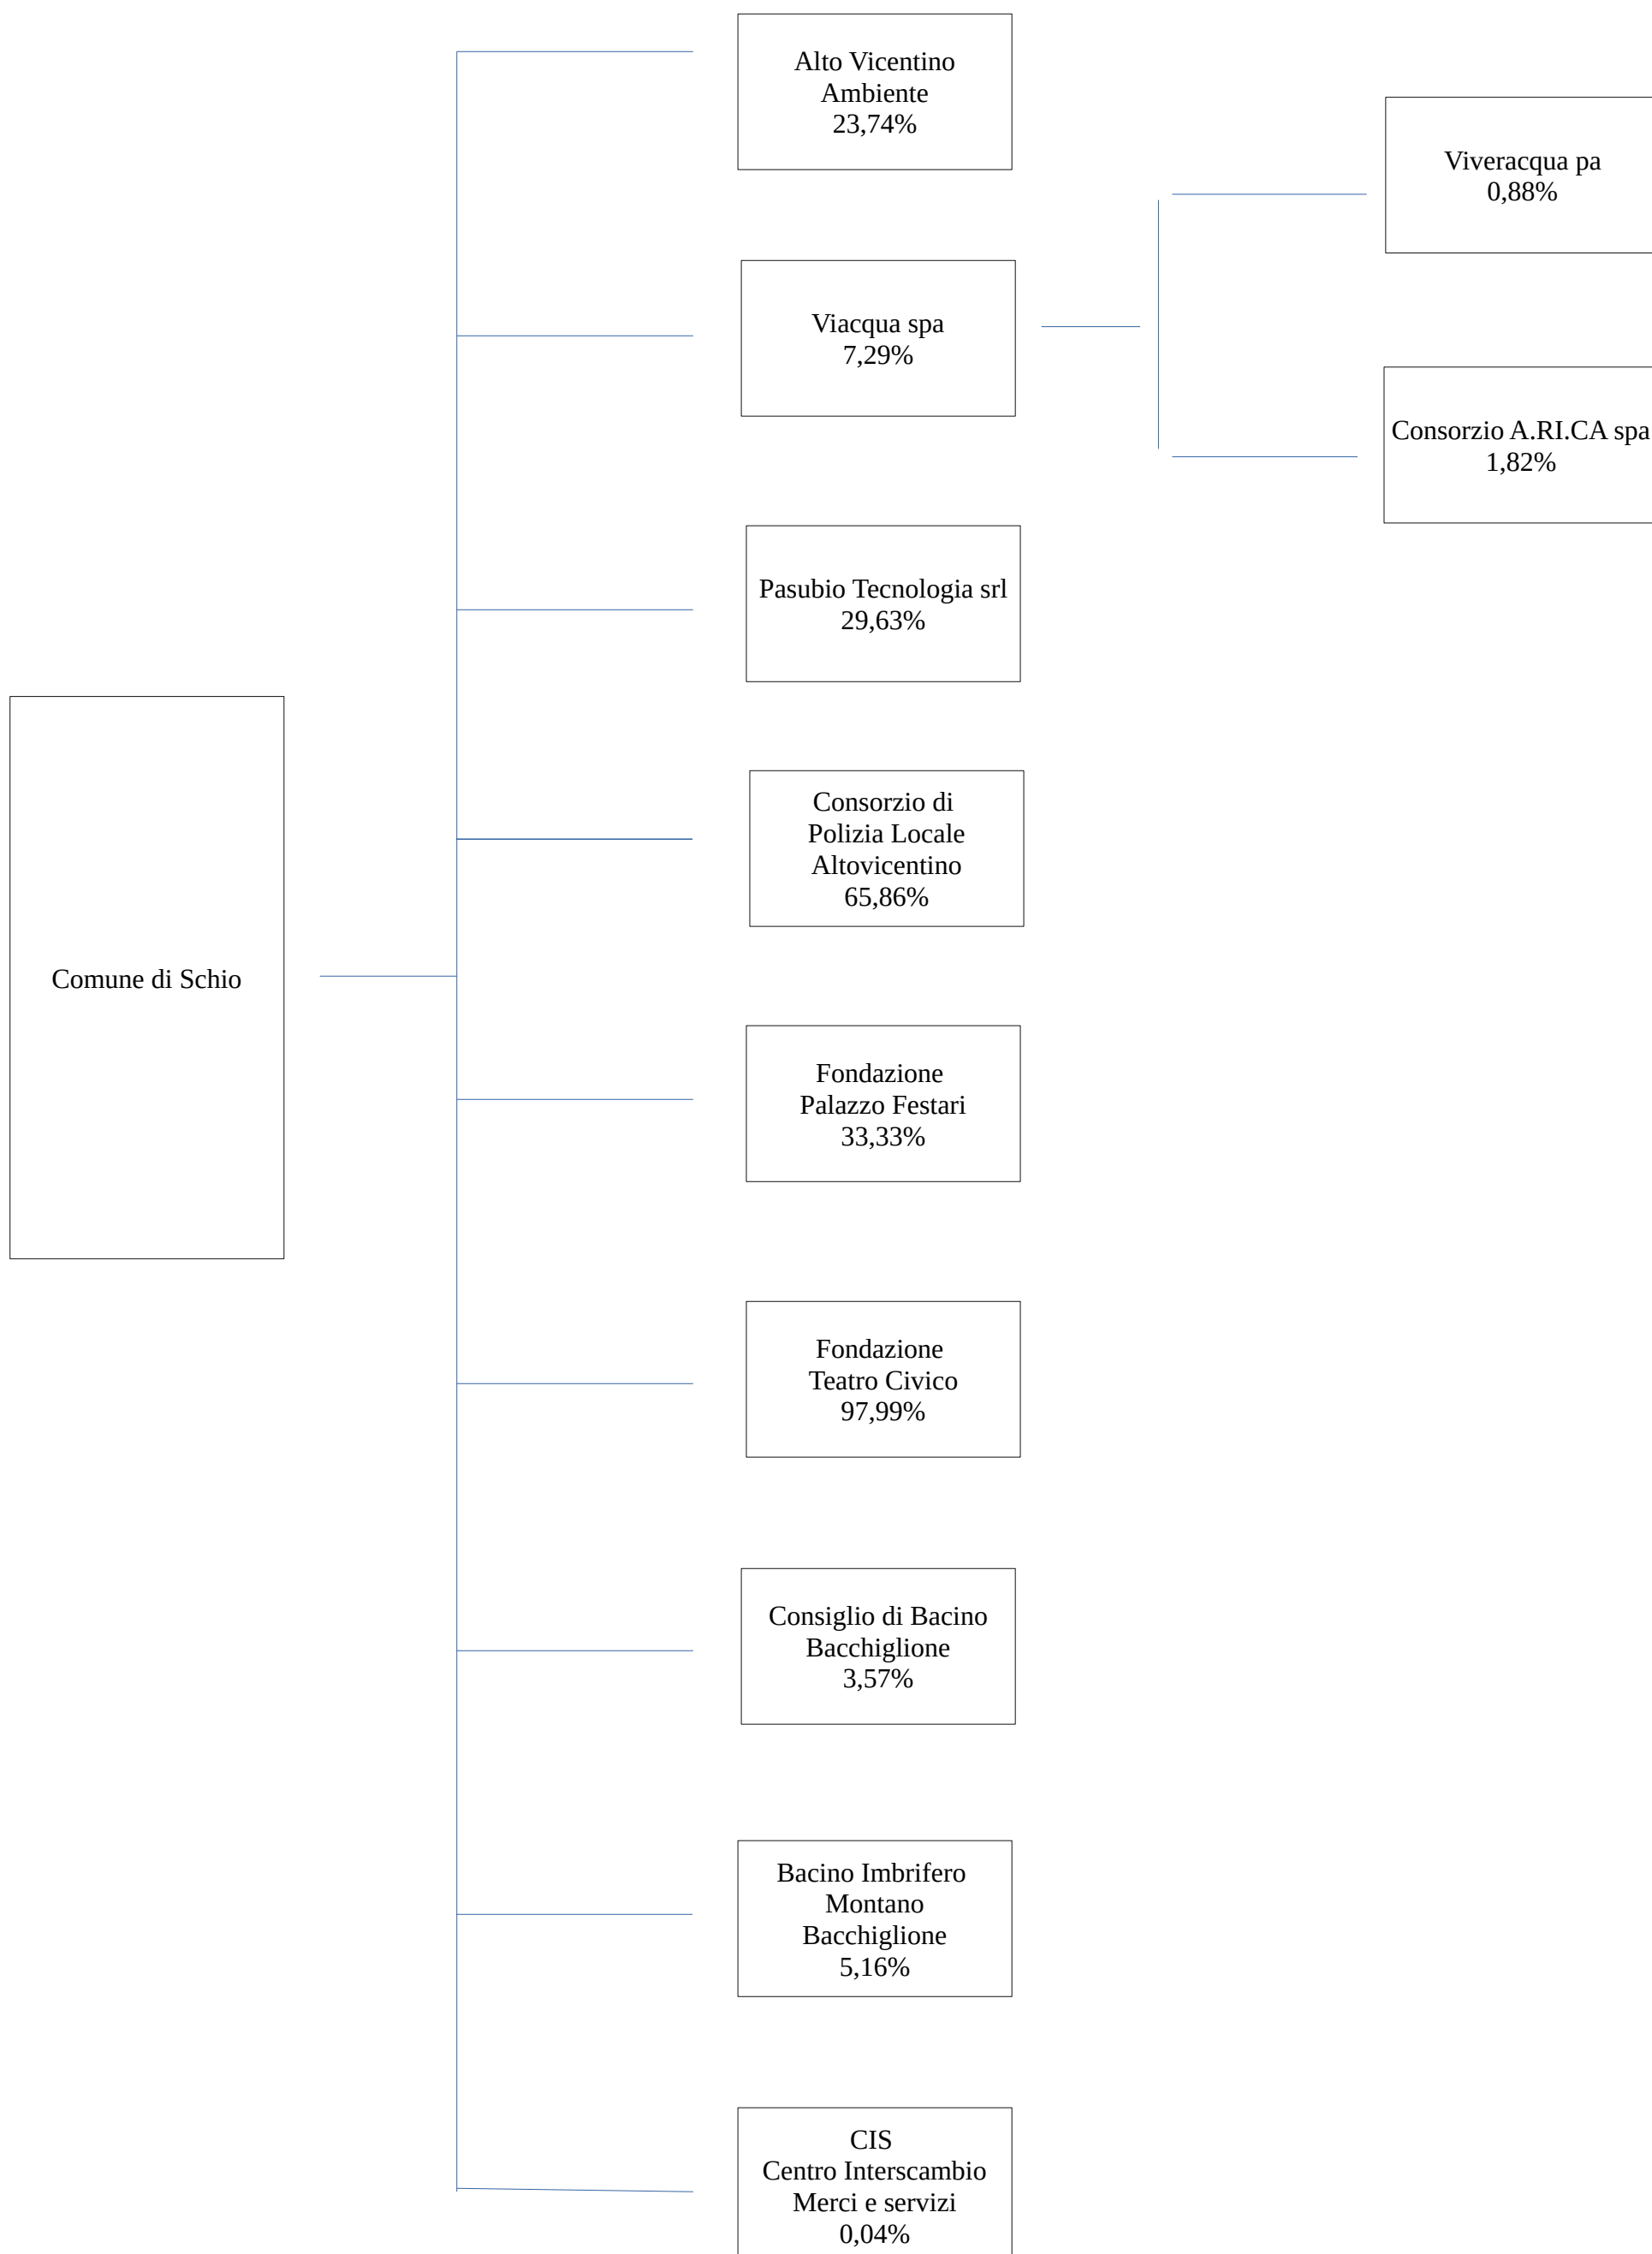 Alto Vicentino
Ambiente
23,74%
Viveracqua pa
0,88%
Viacqua spa
7,29%
Consorzio A.RI.CA spa
1,82%
Pasubio Tecnologia srl
29,63%
Consorzio di
Polizia Locale
Altovicentino
65,86%
Comune di Schio
Fondazione
Palazzo Festari
33,33%
Fondazione
Teatro Civico
97,99%
Consiglio di Bacino
Bacchiglione
3,57%
Bacino Imbrifero
Montano
Bacchiglione
5,16%
CIS
Centro Interscambio
Merci e servizi
0,04%